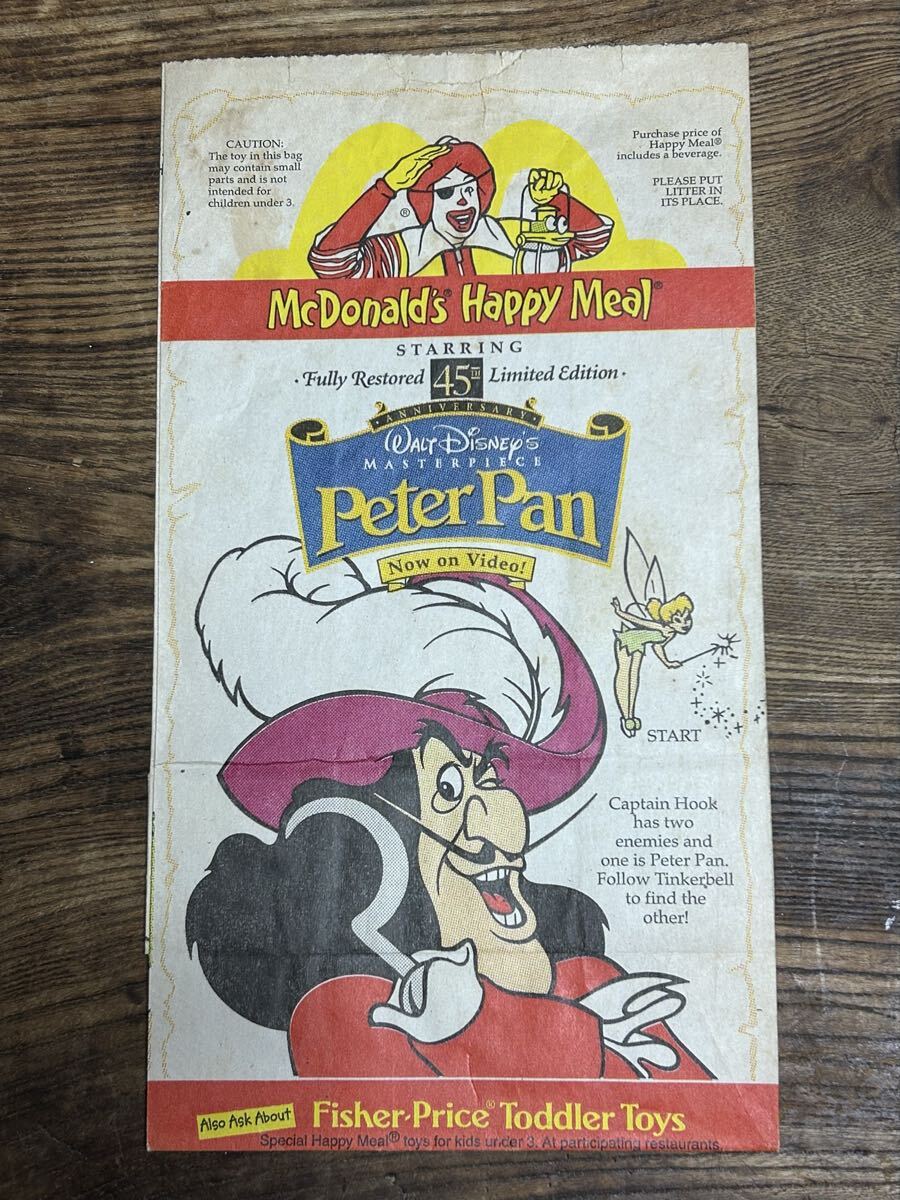 CAUTION:
The toy in this bag
may contain small
parts and is not
intended for
children under 3.
Purchase price of
Happy Meal®
includes a beverage.
PLEASE PUT
LITTER IN
ITS PLACE.
®
McDonald's® Happy Meal®
STARRING
· Fully Restored 45TH Limited Edition ·
· ANNIVERSARY ·
WALT DISNEY'S
MASTERPIECE
Peter Pan
Now on Video!
START
Captain Hook
has two
enemies and
one is Peter Pan.
Follow Tinkerbell
to find the
other!
Also Ask About Fisher-Price® Toddler Toys
Special Happy Meal® toys for kids under 3. At participating restaurants.